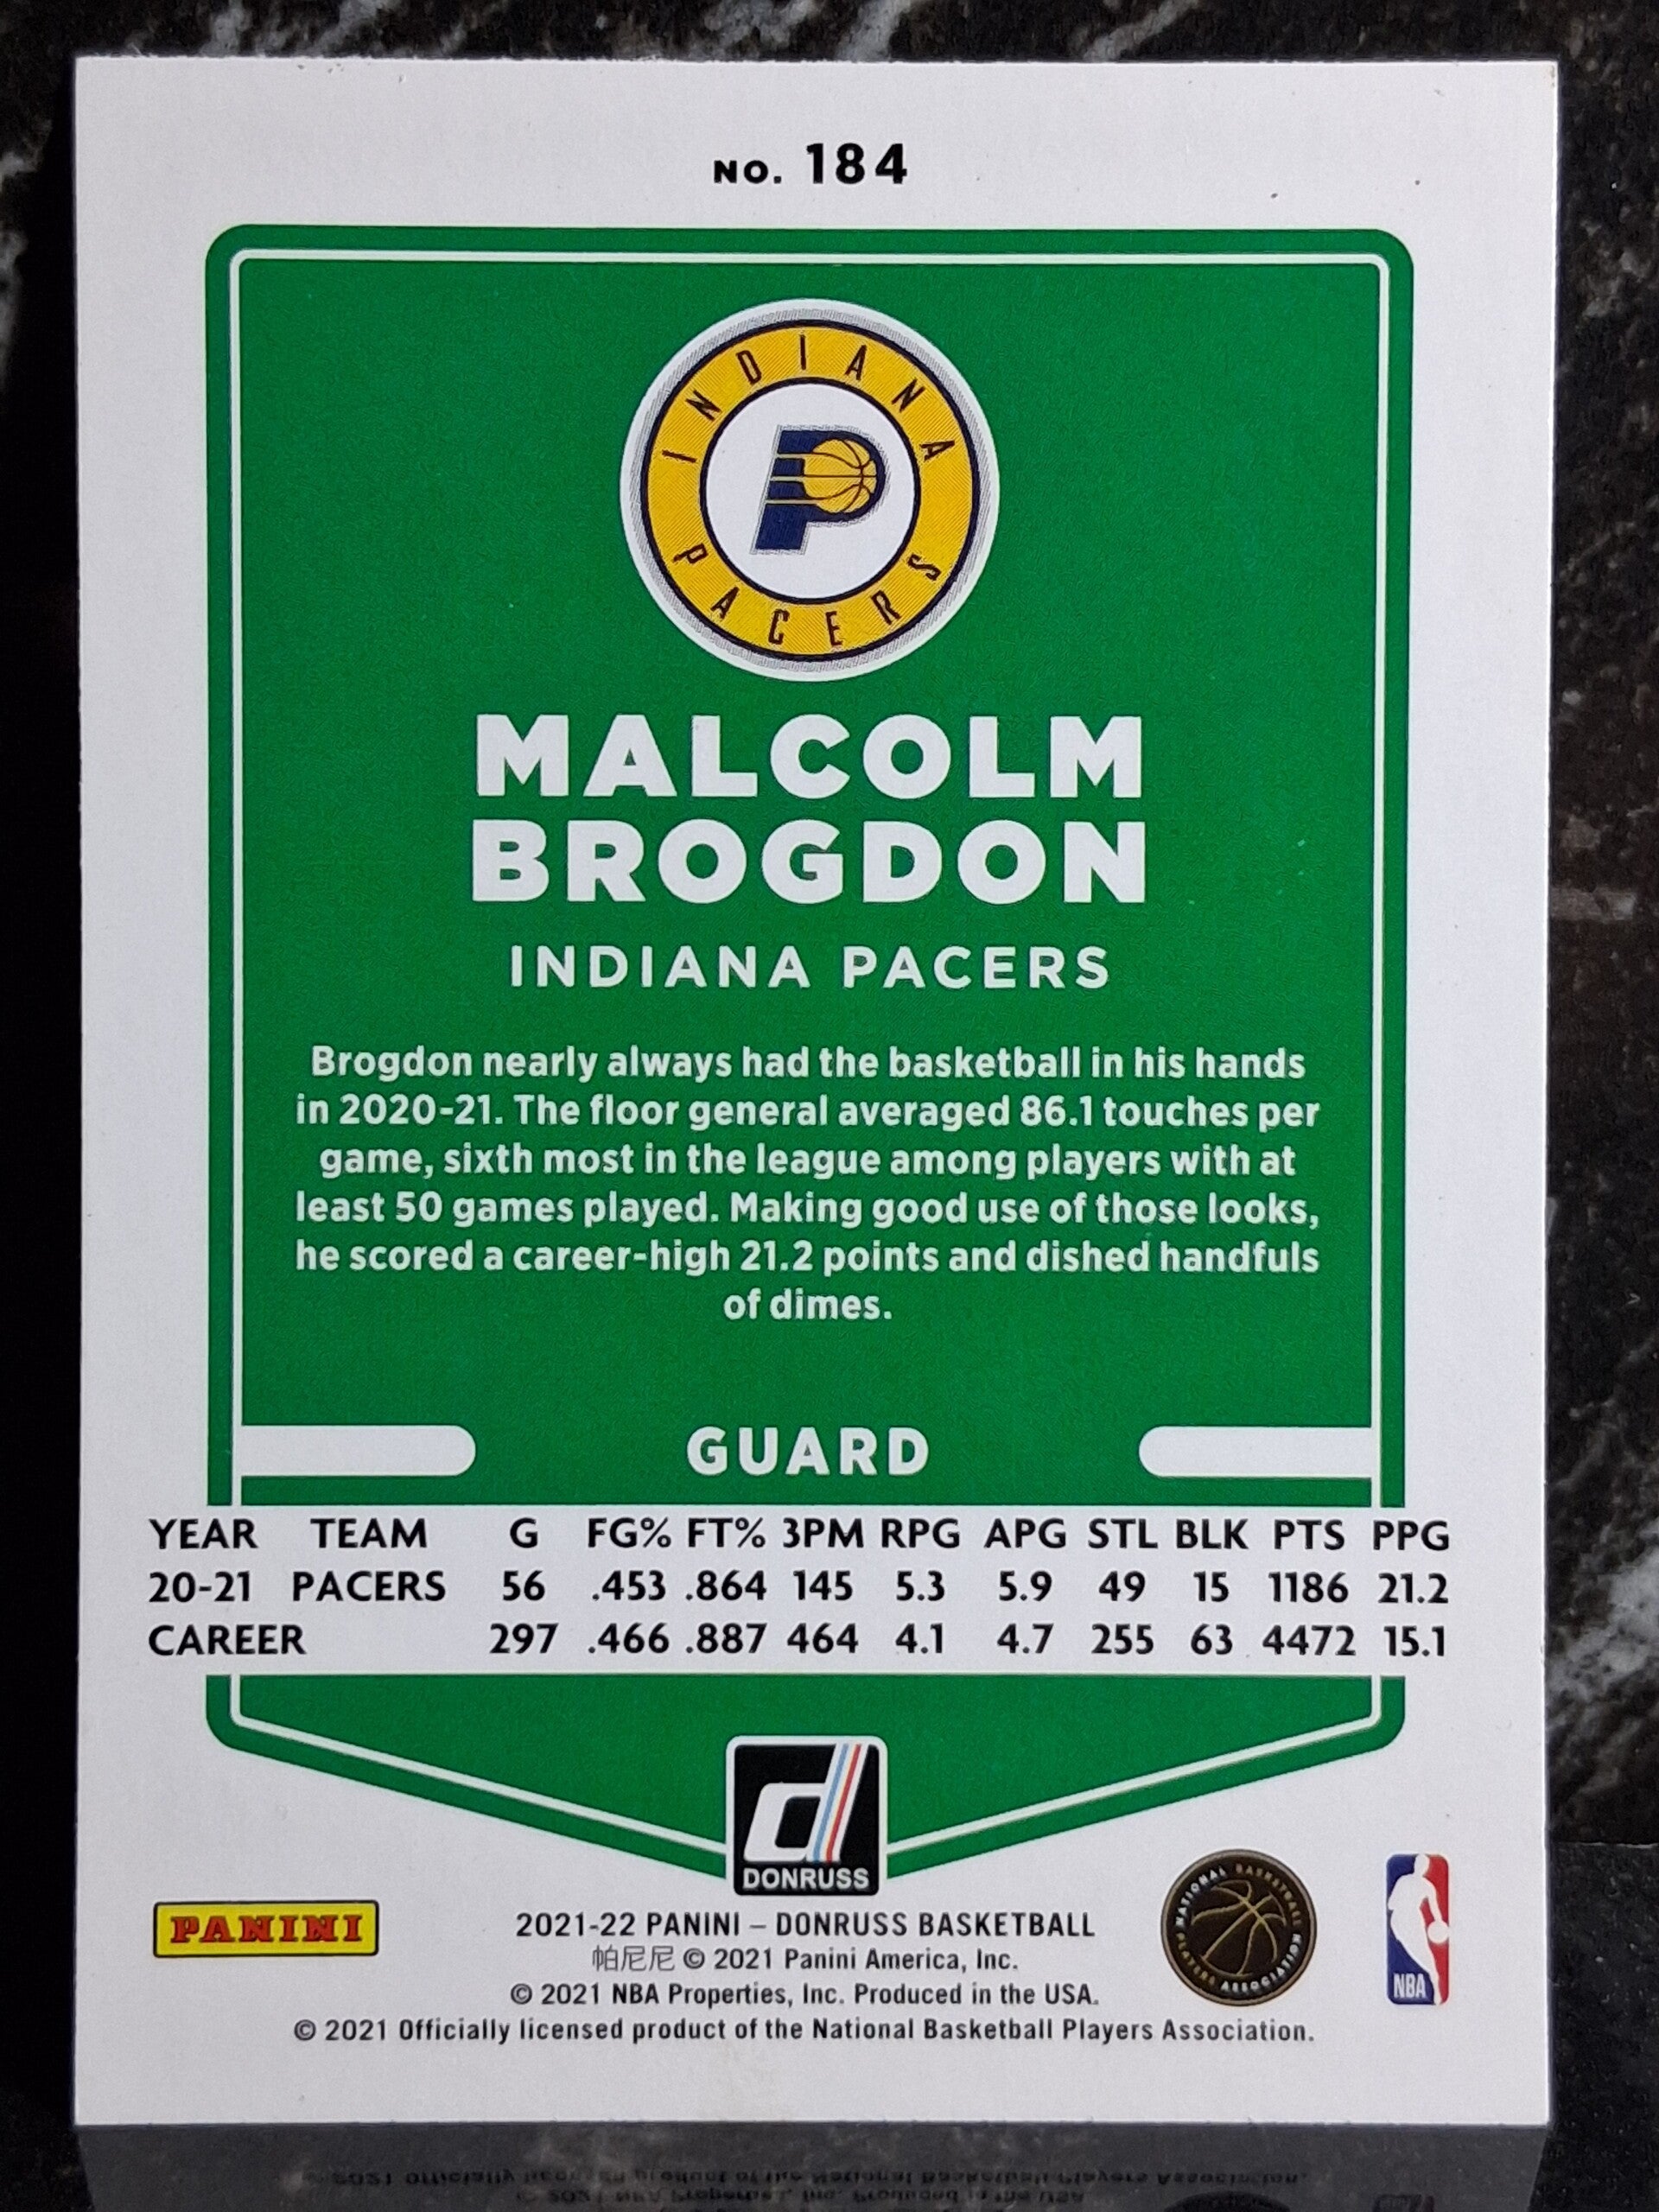 NO. 184
INDIANA
PACERS
MALCOLM
BROGDON
INDIANA PACERS
Brogdon nearly always had the basketball in his hands
in 2020-21. The floor general averaged 86.1 touches per
game, sixth most in the league among players with at
least 50 games played. Making good use of those looks,
he scored a career-high 21.2 points and dished handfuls
of dimes.
GUARD
YEAR TEAM G FG% FT% 3PM RPG APG STL BLK PTS PPG
20-21 PACERS 56 .453 .864 145 5.3 5.9 49 15 1186 21.2
CAREER 297 .466 .887 464 4.1 4.7 255 63 4472 15.1
d
DONRUSS
PANINI
2021-22 PANINI – DONRUSS BASKETBALL
帕尼尼 © 2021 Panini America, Inc.
© 2021 NBA Properties, Inc. Produced in the USA.
© 2021 Officially licensed product of the National Basketball Players Association.
NATIONAL BASKETBALL
PLAYERS ASSOCIATION
NBA